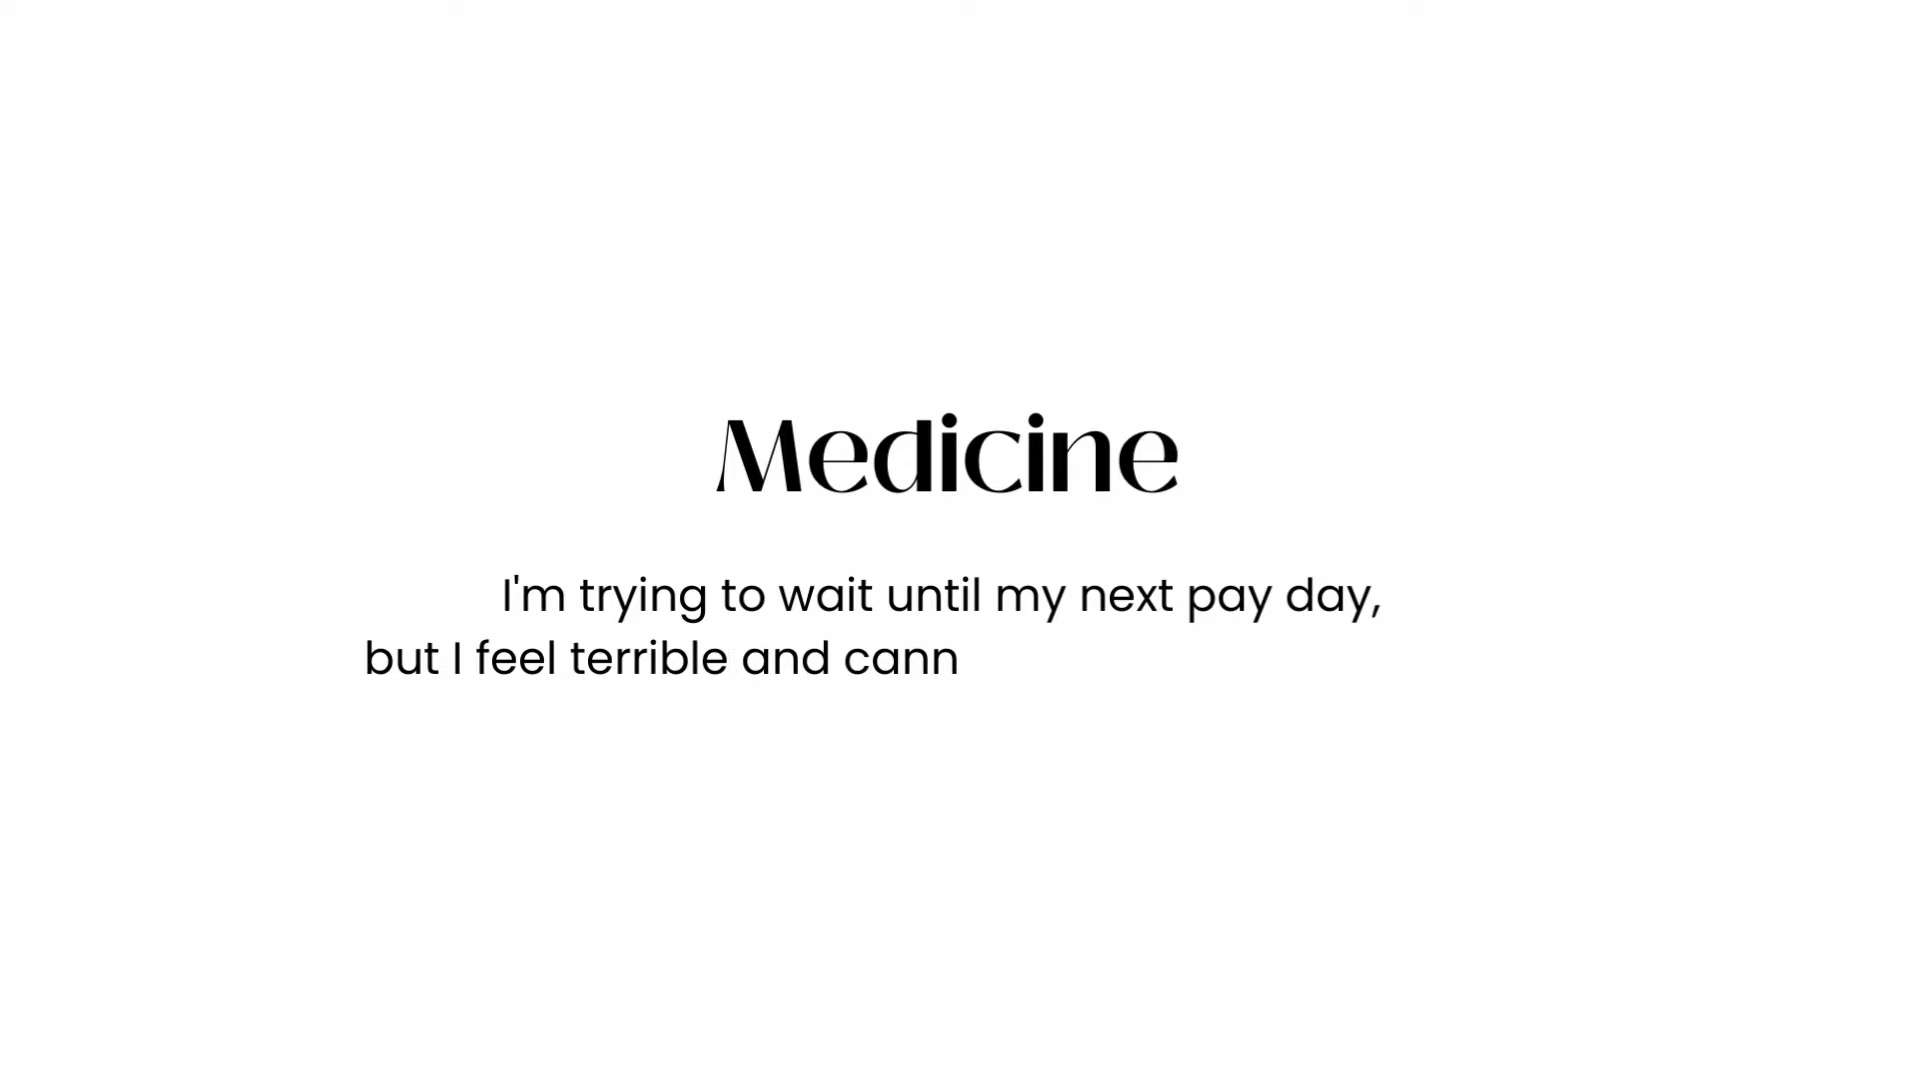 Medicine
I'm trying to wait until my next pay day,
but I feel terrible and cann